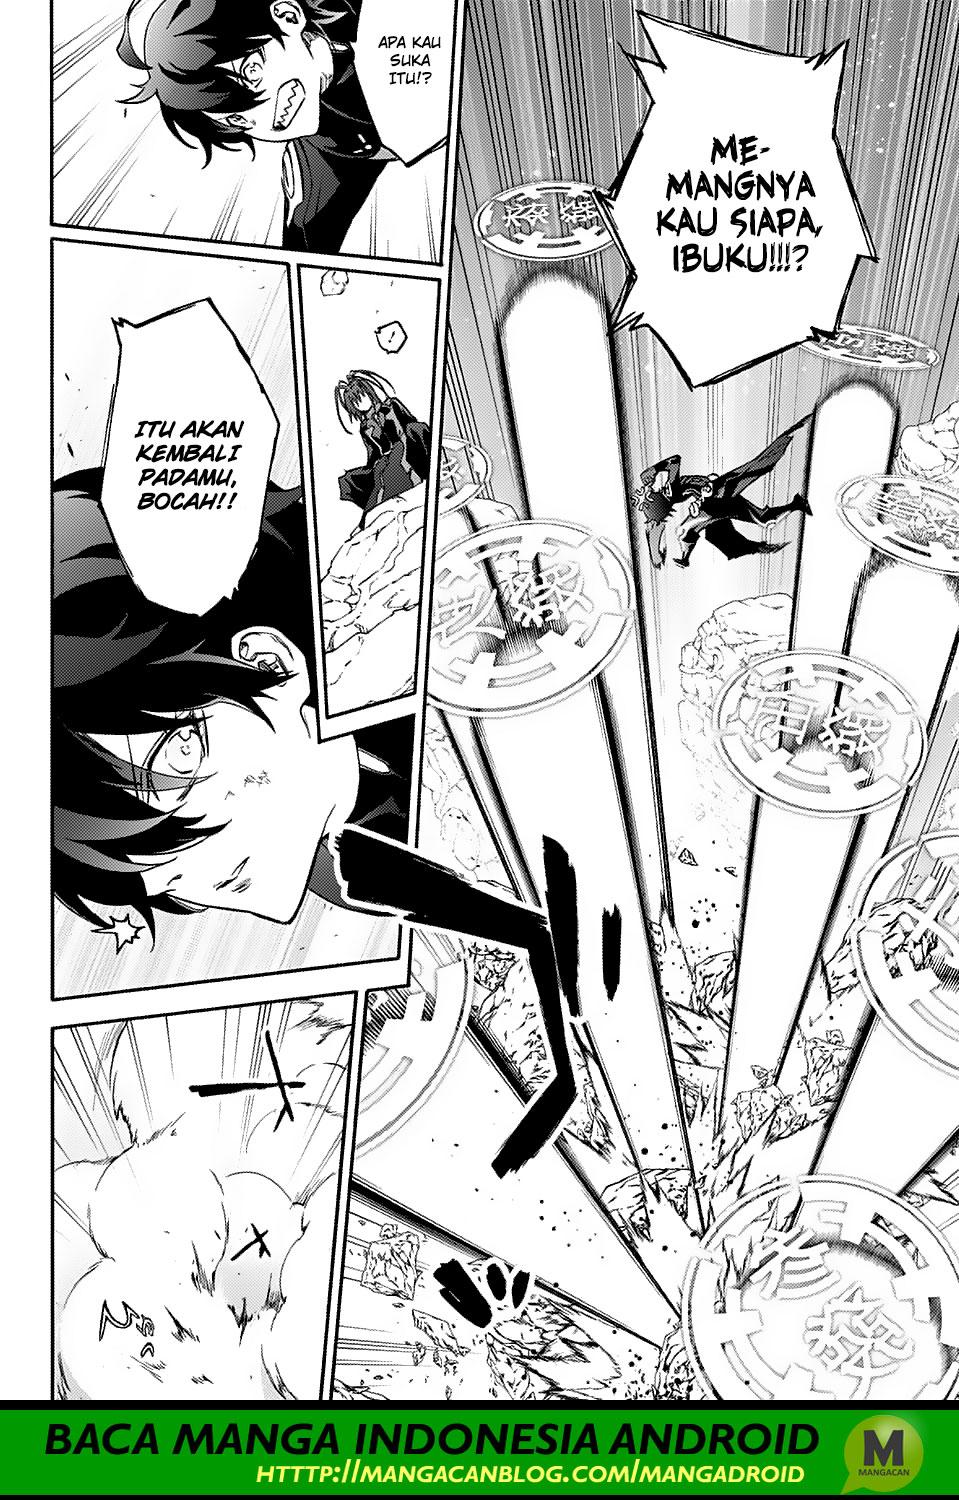 ME-
MANGNYA
KAU SIAPA,
IBUKU!!!?
APA KAU
SUKA
ITU!?
ITU AKAN
KEMBALI
PADAMU,
BOCAH!!
BACA MANGA INDONESIA ANDROID
HTTTP://MANGACANBLOG.COM/MANGADROID
M
MANGACAN